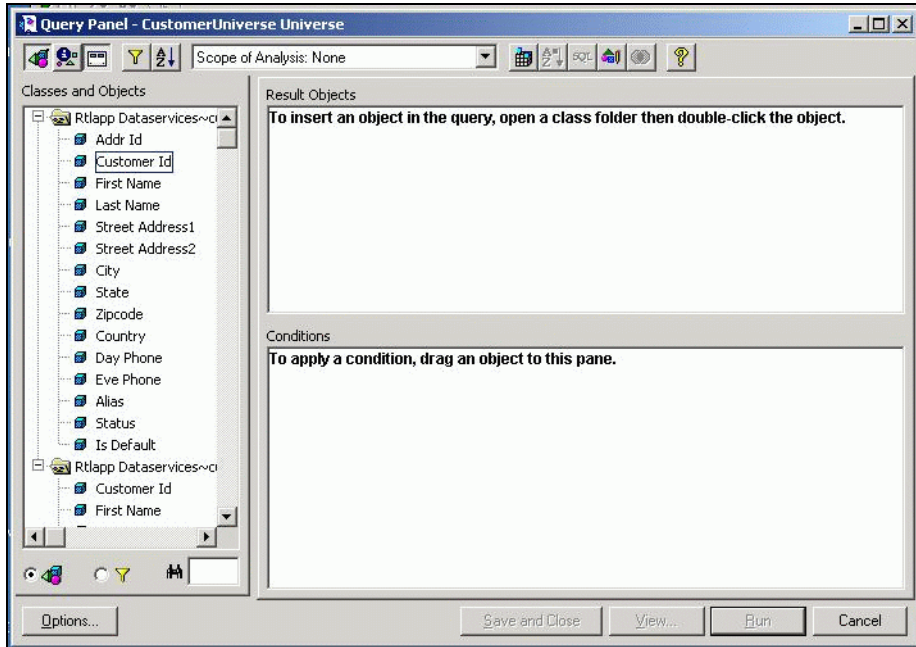 Query Panel - CustomerUniverse Universe
Scope of Analysis: None
SQL
Classes and Objects
Rtlapp Dataservices~c
Addr Id
Customer Id
First Name
Last Name
Street Address1
Street Address2
City
State
Zipcode
Country
Day Phone
Eve Phone
Alias
Status
Is Default
Rtlapp Dataservices~c
Customer Id
First Name
Result Objects
To insert an object in the query, open a class folder then double-click the object.
Conditions
To apply a condition, drag an object to this pane.
Options...
Save and Close
View...
Run
Cancel